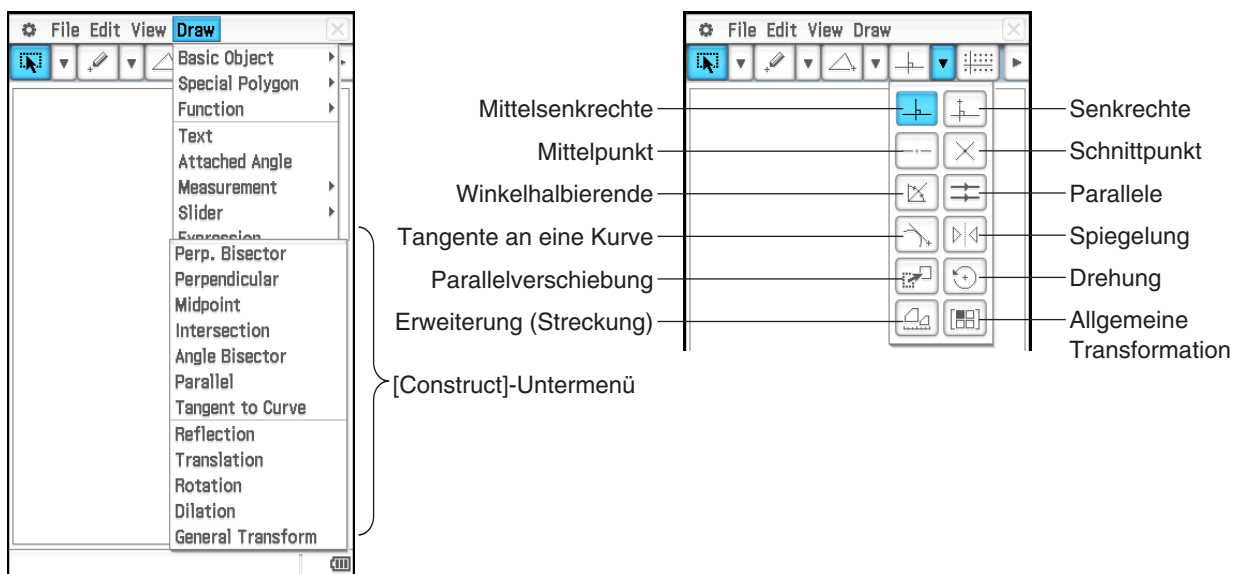 File Edit View Draw
Basic Object
Special Polygon
Function
Text
Attached Angle
Measurement
Slider
Expression
Perp. Bisector
Perpendicular
Midpoint
Intersection
Angle Bisector
Parallel
Tangent to Curve
Reflection
Translation
Rotation
Dilation
General Transform
[Construct]-Untermenü
File Edit View Draw
Mittelsenkrechte
Mittelpunkt
Winkelhalbierende
Tangente an eine Kurve
Parallelverschiebung
Erweiterung (Streckung)
Senkrechte
Schnittpunkt
Parallele
Spiegelung
Drehung
Allgemeine
Transformation